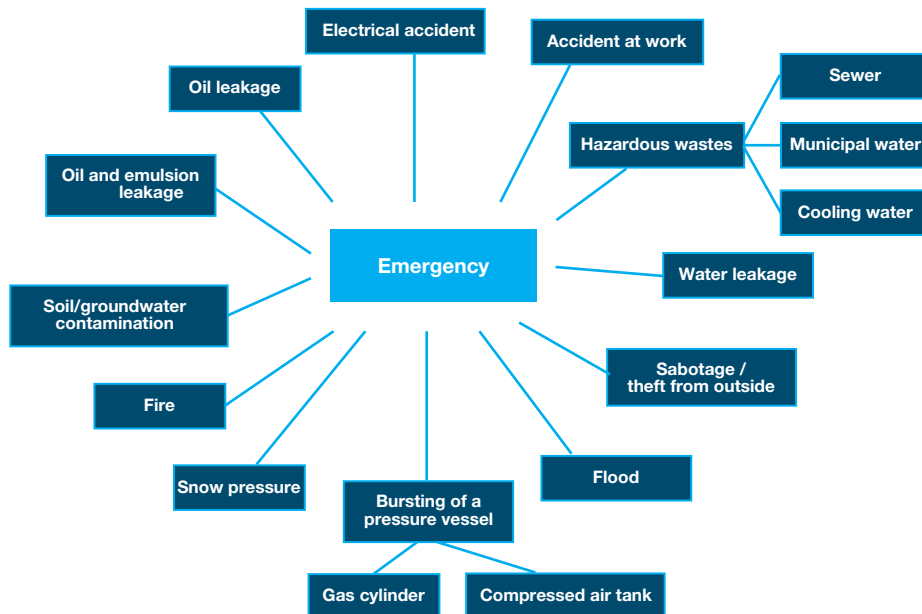 Electrical accident
Accident at work
Oil leakage
Sewer
Hazardous wastes
Municipal water
Oil and emulsion
leakage
Cooling water
Emergency
Water leakage
Soil/groundwater
contamination
Sabotage /
theft from outside
Fire
Snow pressure
Flood
Bursting of a
pressure vessel
Gas cylinder
Compressed air tank